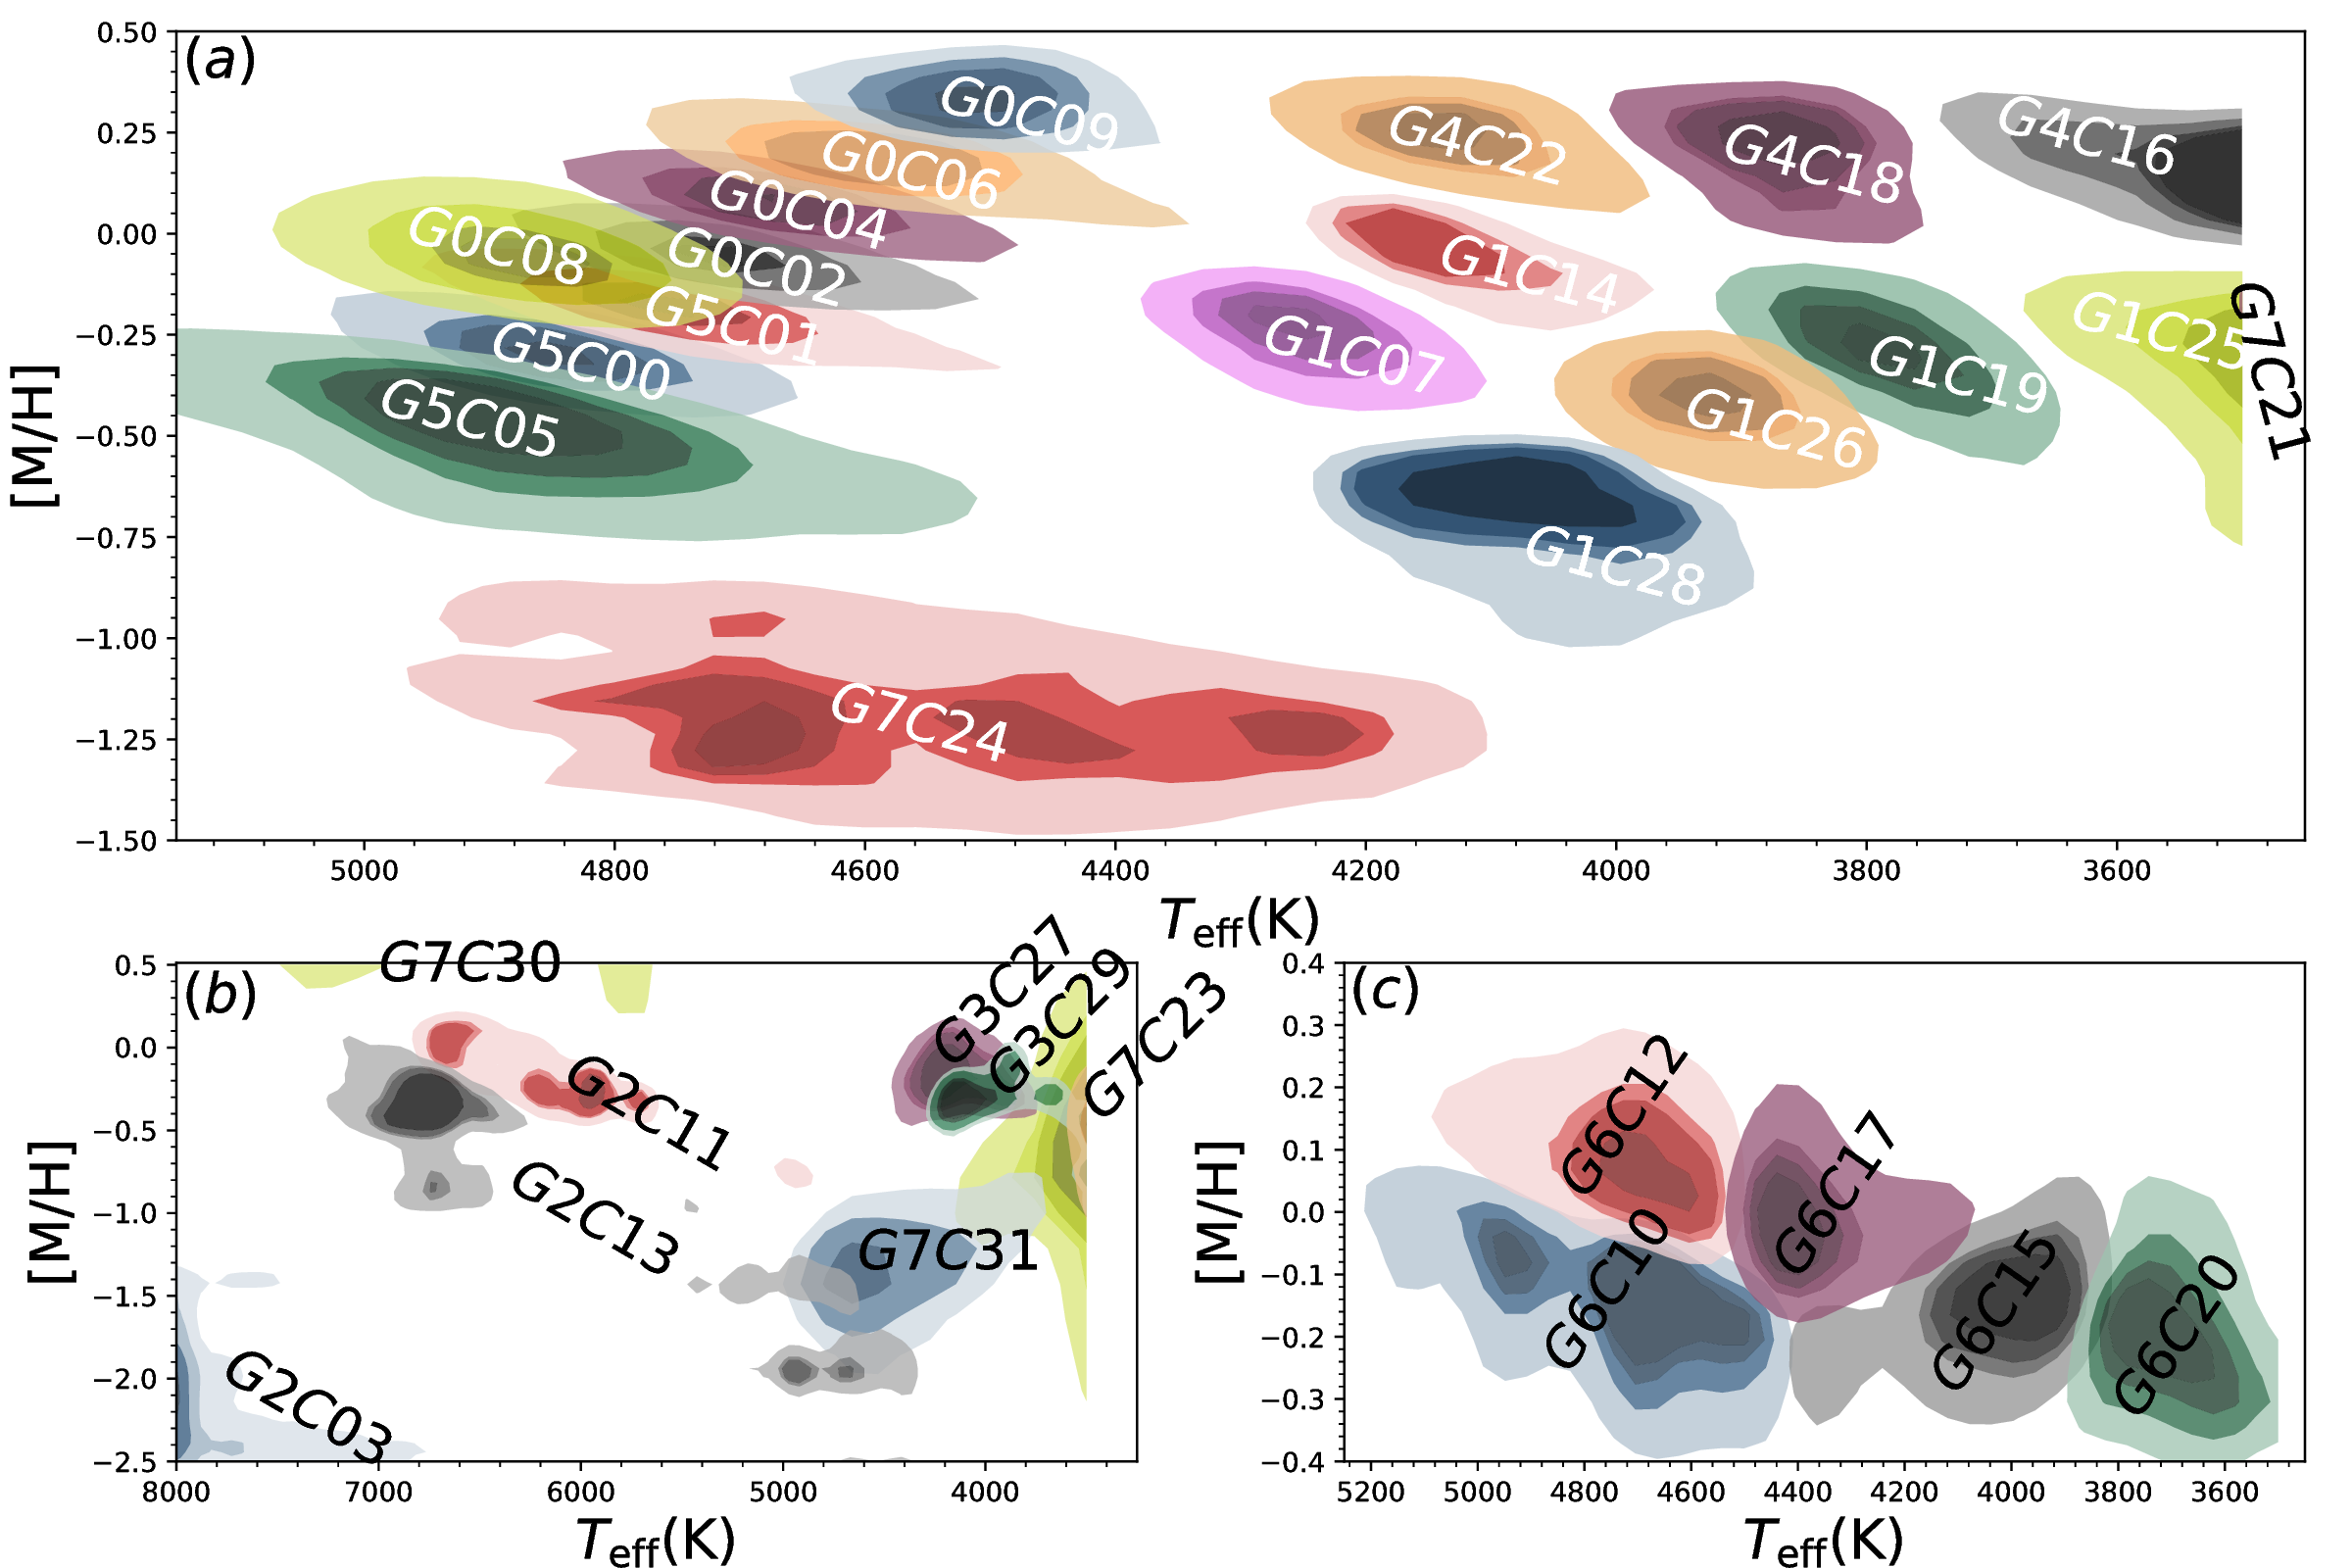 (a)
0.50
0.25
0.00
−0.25
−0.50
−0.75
−1.00
−1.25
−1.50
[M/H]
G0C09
G0C06
G0C04
G0C08
G0C02
G5C01
G5C00
G5C05
G4C22
G4C18
G4C16
G1C14
G1C07
G1C19
G1C25
G7C21
G1C26
G1C28
G7C24
5000 4800 4600 4400 4200 4000 3800 3600
Teff(K)
(b)
0.5
0.0
−0.5
−1.0
−1.5
−2.0
−2.5
[M/H]
G7C30
G3C27
G3C29
G7C23
G2C11
G2C13
G7C31
G2C03
8000 7000 6000 5000 4000
Teff(K)
(c)
0.4
0.3
0.2
0.1
0.0
−0.1
−0.2
−0.3
−0.4
[M/H]
G6C12
G6C17
G6C10
G6C15
G6C20
5200 5000 4800 4600 4400 4200 4000 3800 3600
Teff(K)